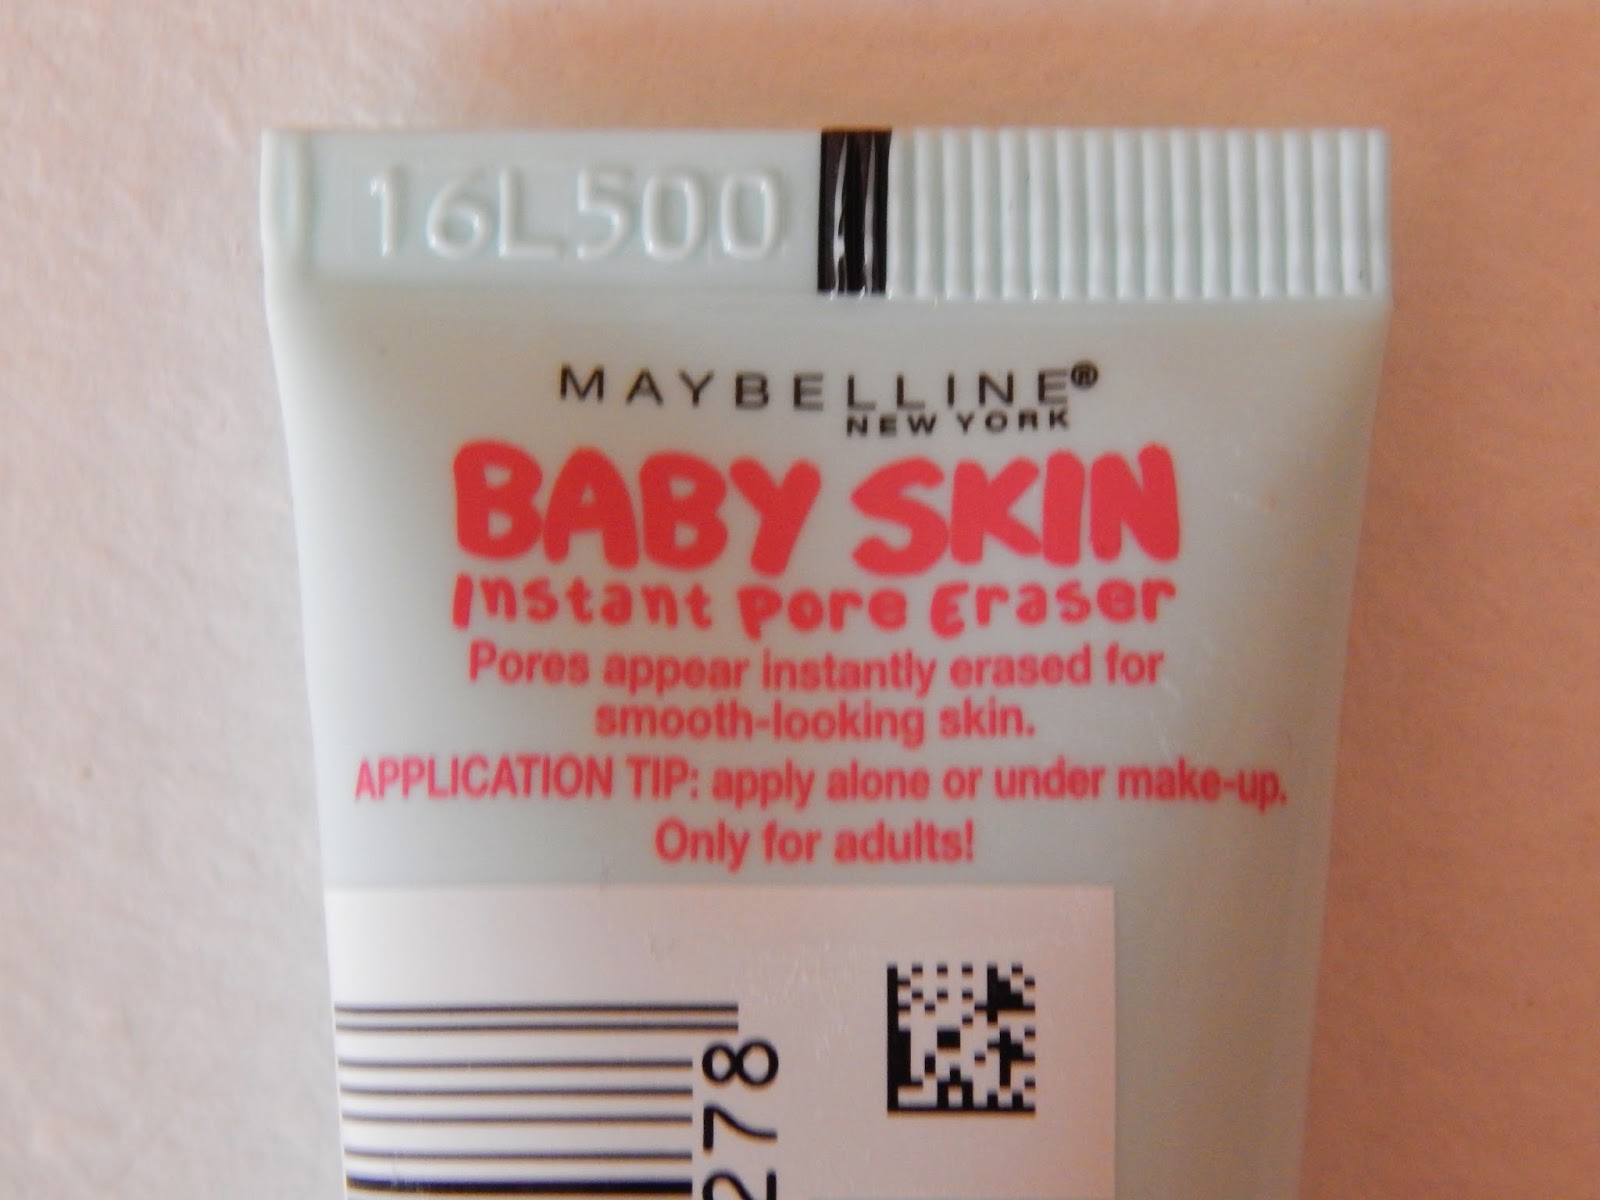 16L500
MAYBELLINE®
NEW YORK
BABY SKIN
Instant Pore Eraser
Pores appear instantly erased for
smooth-looking skin.
APPLICATION TIP: apply alone or under make-up.
Only for adults!
278